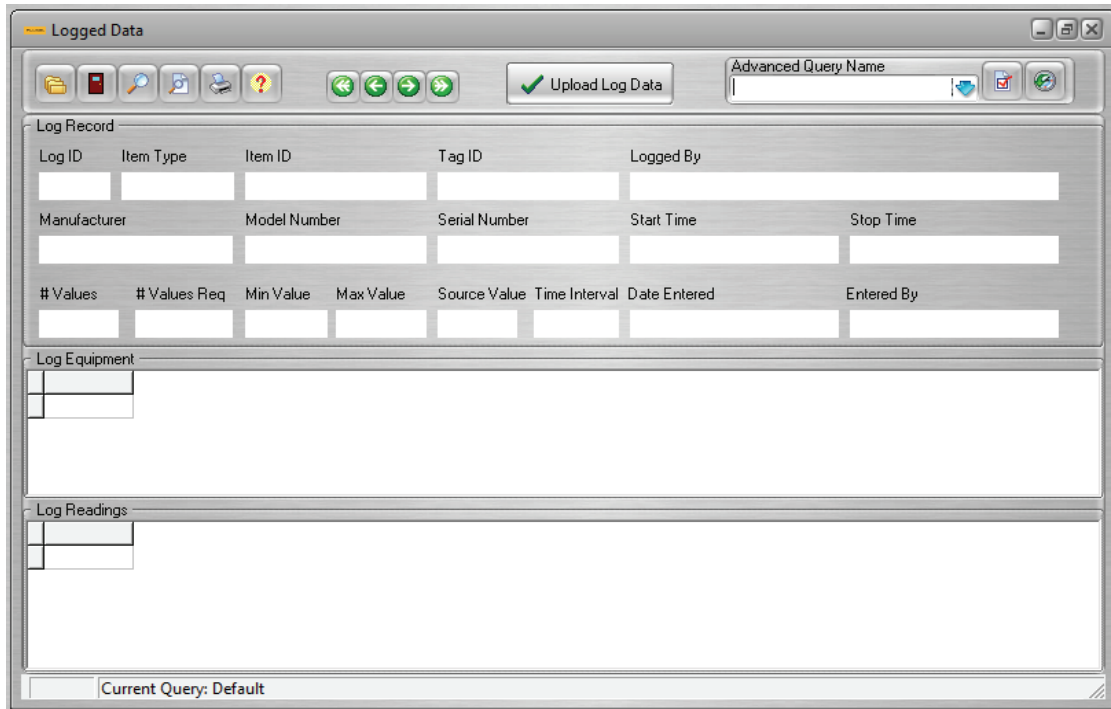 Logged Data
Advanced Query Name
Upload Log Data
Log Record
Log ID Item Type Item ID Tag ID Logged By
Manufacturer Model Number Serial Number Start Time Stop Time
# Values # Values Req Min Value Max Value Source Value Time Interval Date Entered Entered By
Log Equipment
Log Readings
Current Query: Default